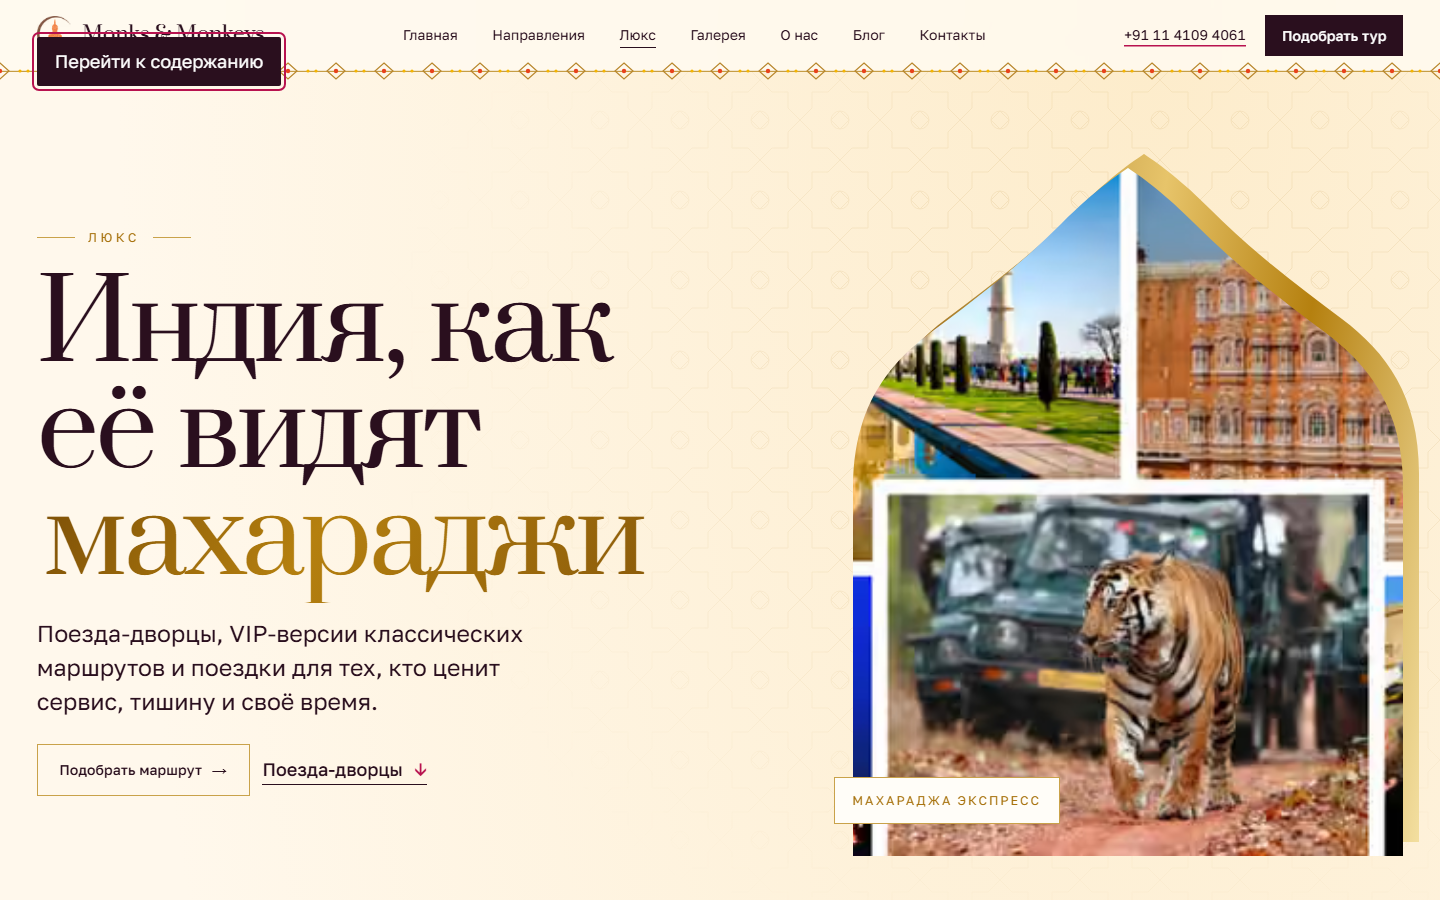 Monks & Monkeys
Перейти к содержанию
Главная
Направления
Люкс
Галерея
О нас
Блог
Контакты
+91 11 4109 4061
Подобрать тур
ЛЮКС
Индия, как
её видят
махараджи
Поезда-дворцы, VIP-версии классических
маршрутов и поездки для тех, кто ценит
сервис, тишину и своё время.
Подобрать маршрут →
Поезда-дворцы ↓
МАХАРАДЖА ЭКСПРЕСС